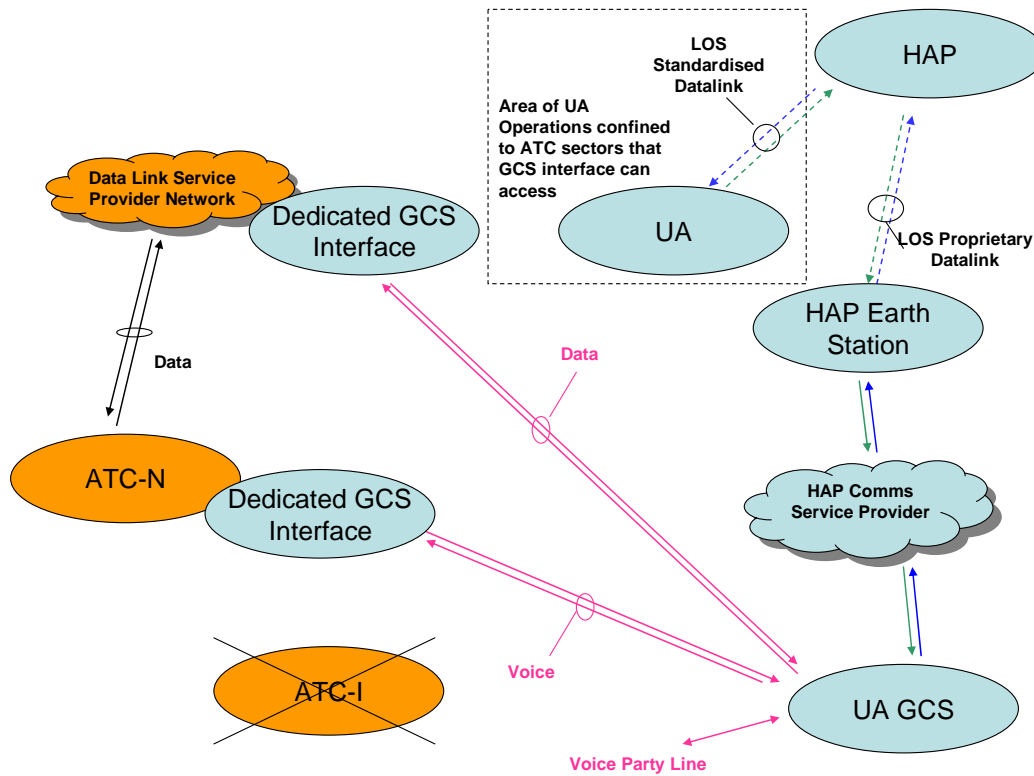 LOS
Standardised
Datalink
HAP
Area of UA
Operations confined
to ATC sectors that
GCS interface can
access
Data Link Service
Provider Network
Dedicated GCS
Interface
UA
LOS Proprietary
Datalink
HAP Earth
Station
Data
Data
ATC-N
Dedicated GCS
Interface
HAP Comms
Service Provider
Voice
ATC-I
UA GCS
Voice Party Line